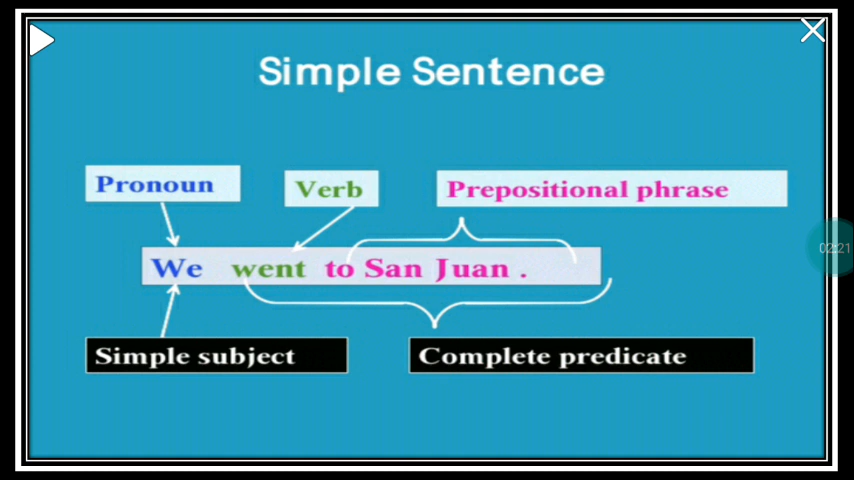 Simple Sentence
Pronoun
Verb
Prepositional phrase
We went to San Juan .
Simple subject
Complete predicate
02:21